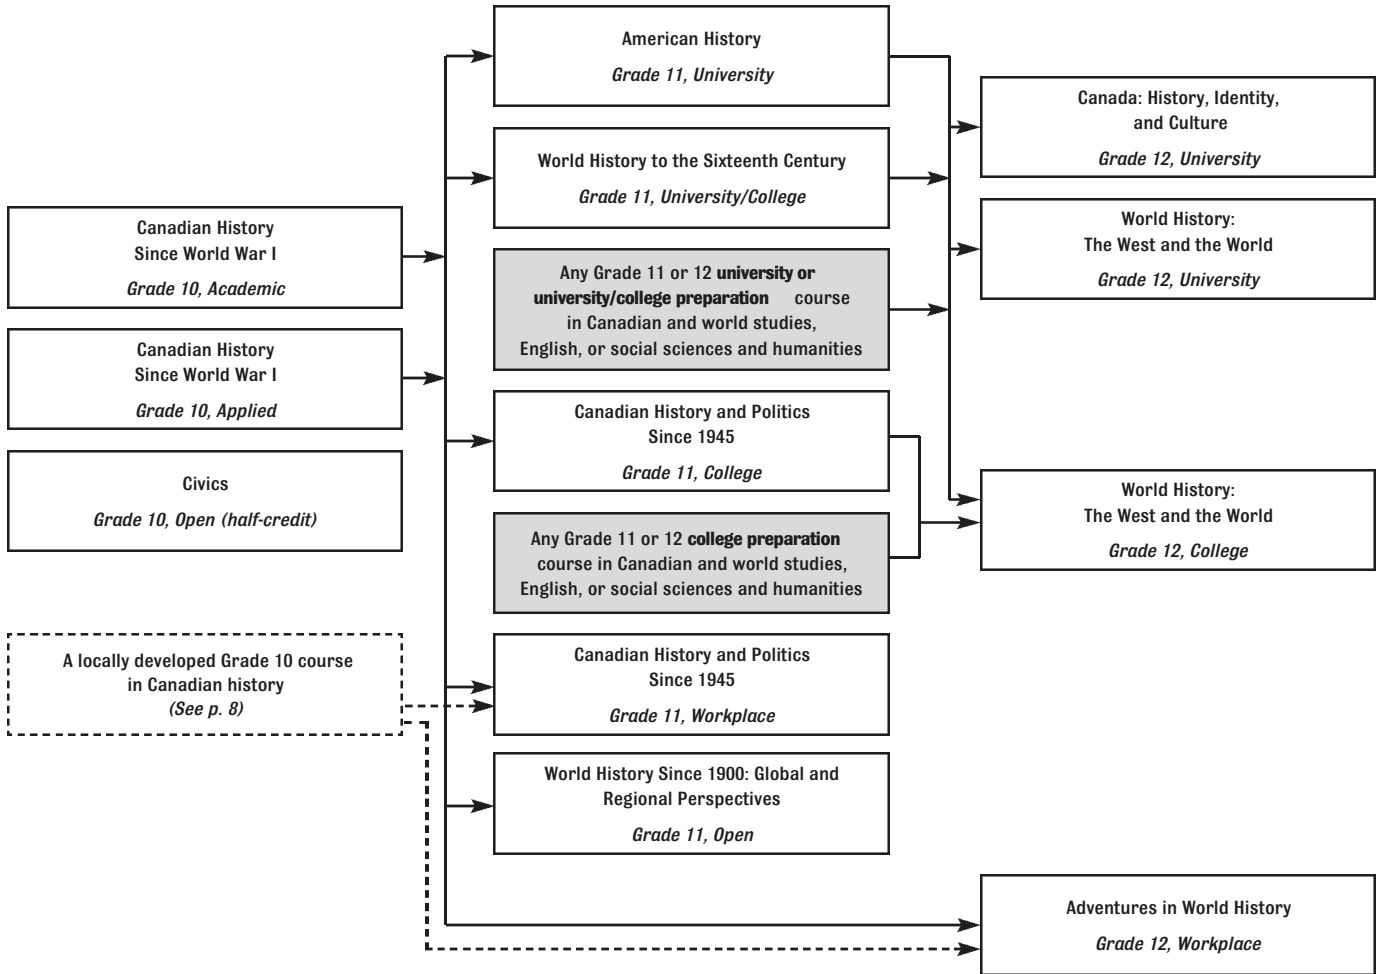 American History
Grade 11, University
World History to the Sixteenth Century
Grade 11, University/College
Canadian History
Since World War I
Grade 10, Academic
Any Grade 11 or 12 university or
university/college preparation course
in Canadian and world studies,
English, or social sciences and humanities
Canadian History
Since World War I
Grade 10, Applied
Canadian History and Politics
Since 1945
Grade 11, College
Civics
Grade 10, Open (half-credit)
Any Grade 11 or 12 college preparation
course in Canadian and world studies,
English, or social sciences and humanities
A locally developed Grade 10 course
in Canadian history
(See p. 8)
Canadian History and Politics
Since 1945
Grade 11, Workplace
World History Since 1900: Global and
Regional Perspectives
Grade 11, Open
Canada: History, Identity,
and Culture
Grade 12, University
World History:
The West and the World
Grade 12, University
World History:
The West and the World
Grade 12, College
Adventures in World History
Grade 12, Workplace